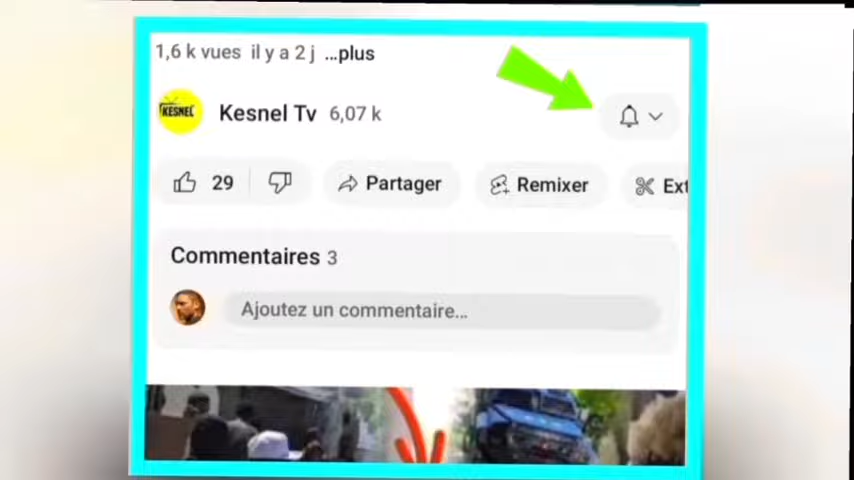 1,6 k vues il y a 2 j ...plus
KESNEL
Kesnel Tv 6,07 k
29
Partager
Remixer
Ext
Commentaires 3
Ajoutez un commentaire...